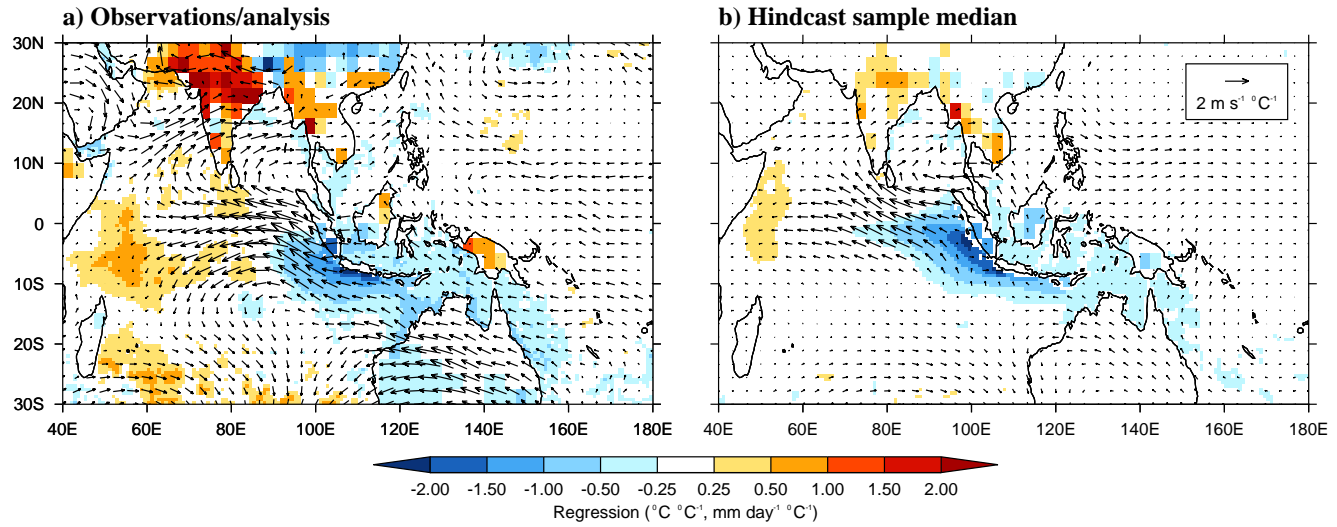 a) Observations/analysis
b) Hindcast sample median
30N
20N
10N
0
10S
20S
30S
40E 60E 80E 100E 120E 140E 160E 180E
2 m s⁻¹ °C⁻¹
40E 60E 80E 100E 120E 140E 160E 180E
-2.00 -1.50 -1.00 -0.50 -0.25 0.25 0.50 1.00 1.50 2.00
Regression (°C °C⁻¹, mm day⁻¹ °C⁻¹)